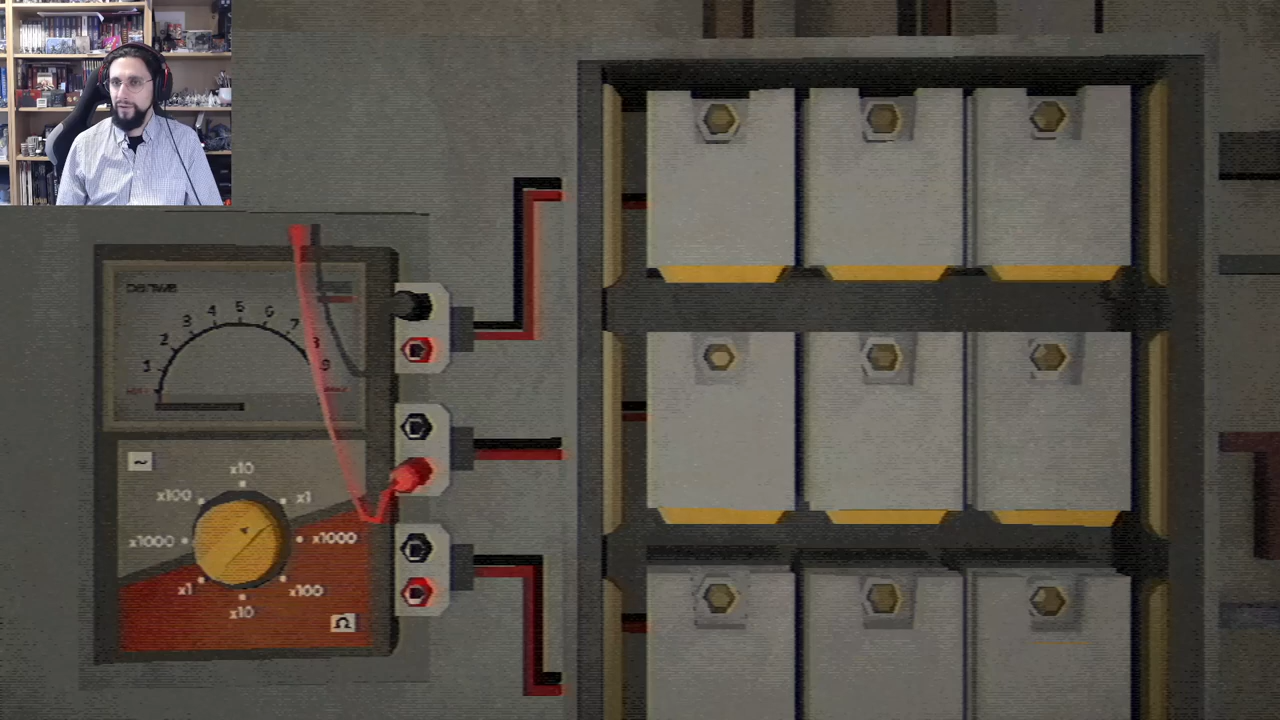 1 2 3 4 5 6 7 8 9
~
x10
x100 x1
x1000 x1000
x1 x100
x10
Ω